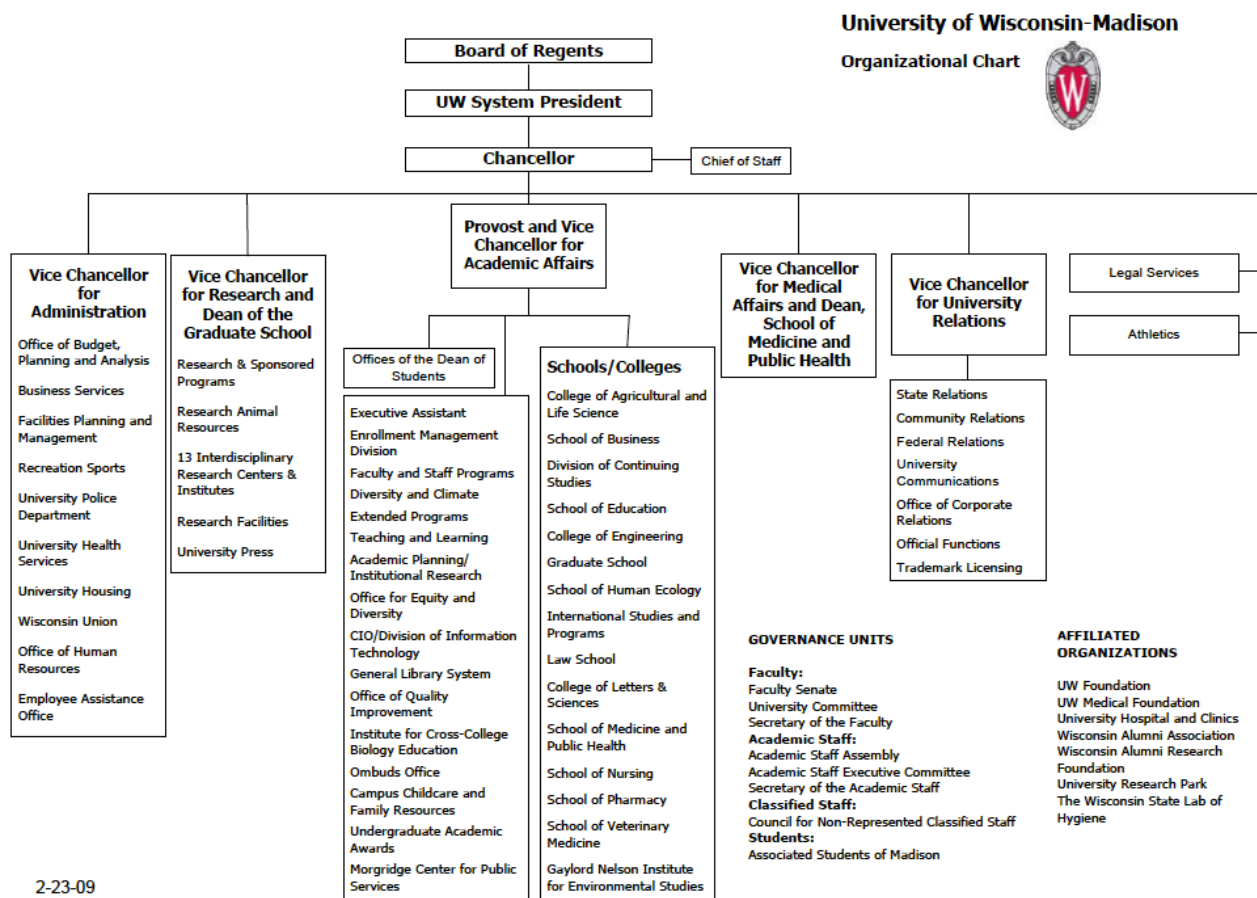 University of Wisconsin-Madison
Organizational Chart
W
Board of Regents
UW System President
Chancellor
Chief of Staff
Vice Chancellor
for
Administration
Office of Budget,
Planning and Analysis
Business Services
Facilities Planning and
Management
Recreation Sports
University Police
Department
University Health
Services
University Housing
Wisconsin Union
Office of Human
Resources
Employee Assistance
Office
Vice Chancellor
for Research and
Dean of the
Graduate School
Research & Sponsored
Programs
Research Animal
Resources
13 Interdisciplinary
Research Centers &
Institutes
Research Facilities
University Press
Provost and Vice
Chancellor for
Academic Affairs
Offices of the Dean of
Students
Executive Assistant
Enrollment Management
Division
Faculty and Staff Programs
Diversity and Climate
Extended Programs
Teaching and Learning
Academic Planning/
Institutional Research
Office for Equity and
Diversity
CIO/Division of Information
Technology
General Library System
Office of Quality
Improvement
Institute for Cross-College
Biology Education
Ombuds Office
Campus Childcare and
Family Resources
Undergraduate Academic
Awards
Morgridge Center for Public
Services
Schools/Colleges
College of Agricultural and
Life Science
School of Business
Division of Continuing
Studies
School of Education
College of Engineering
Graduate School
School of Human Ecology
International Studies and
Programs
Law School
College of Letters &
Sciences
School of Medicine and
Public Health
School of Nursing
School of Pharmacy
School of Veterinary
Medicine
Gaylord Nelson Institute
for Environmental Studies
Vice Chancellor
for Medical
Affairs and Dean,
School of
Medicine and
Public Health
Vice Chancellor
for University
Relations
State Relations
Community Relations
Federal Relations
University
Communications
Office of Corporate
Relations
Official Functions
Trademark Licensing
Legal Services
Athletics
GOVERNANCE UNITS
Faculty:
Faculty Senate
University Committee
Secretary of the Faculty
Academic Staff:
Academic Staff Assembly
Academic Staff Executive Committee
Secretary of the Academic Staff
Classified Staff:
Council for Non-Represented Classified Staff
Students:
Associated Students of Madison
AFFILIATED
ORGANIZATIONS
UW Foundation
UW Medical Foundation
University Hospital and Clinics
Wisconsin Alumni Association
Wisconsin Alumni Research
Foundation
University Research Park
The Wisconsin State Lab of
Hygiene
2-23-09